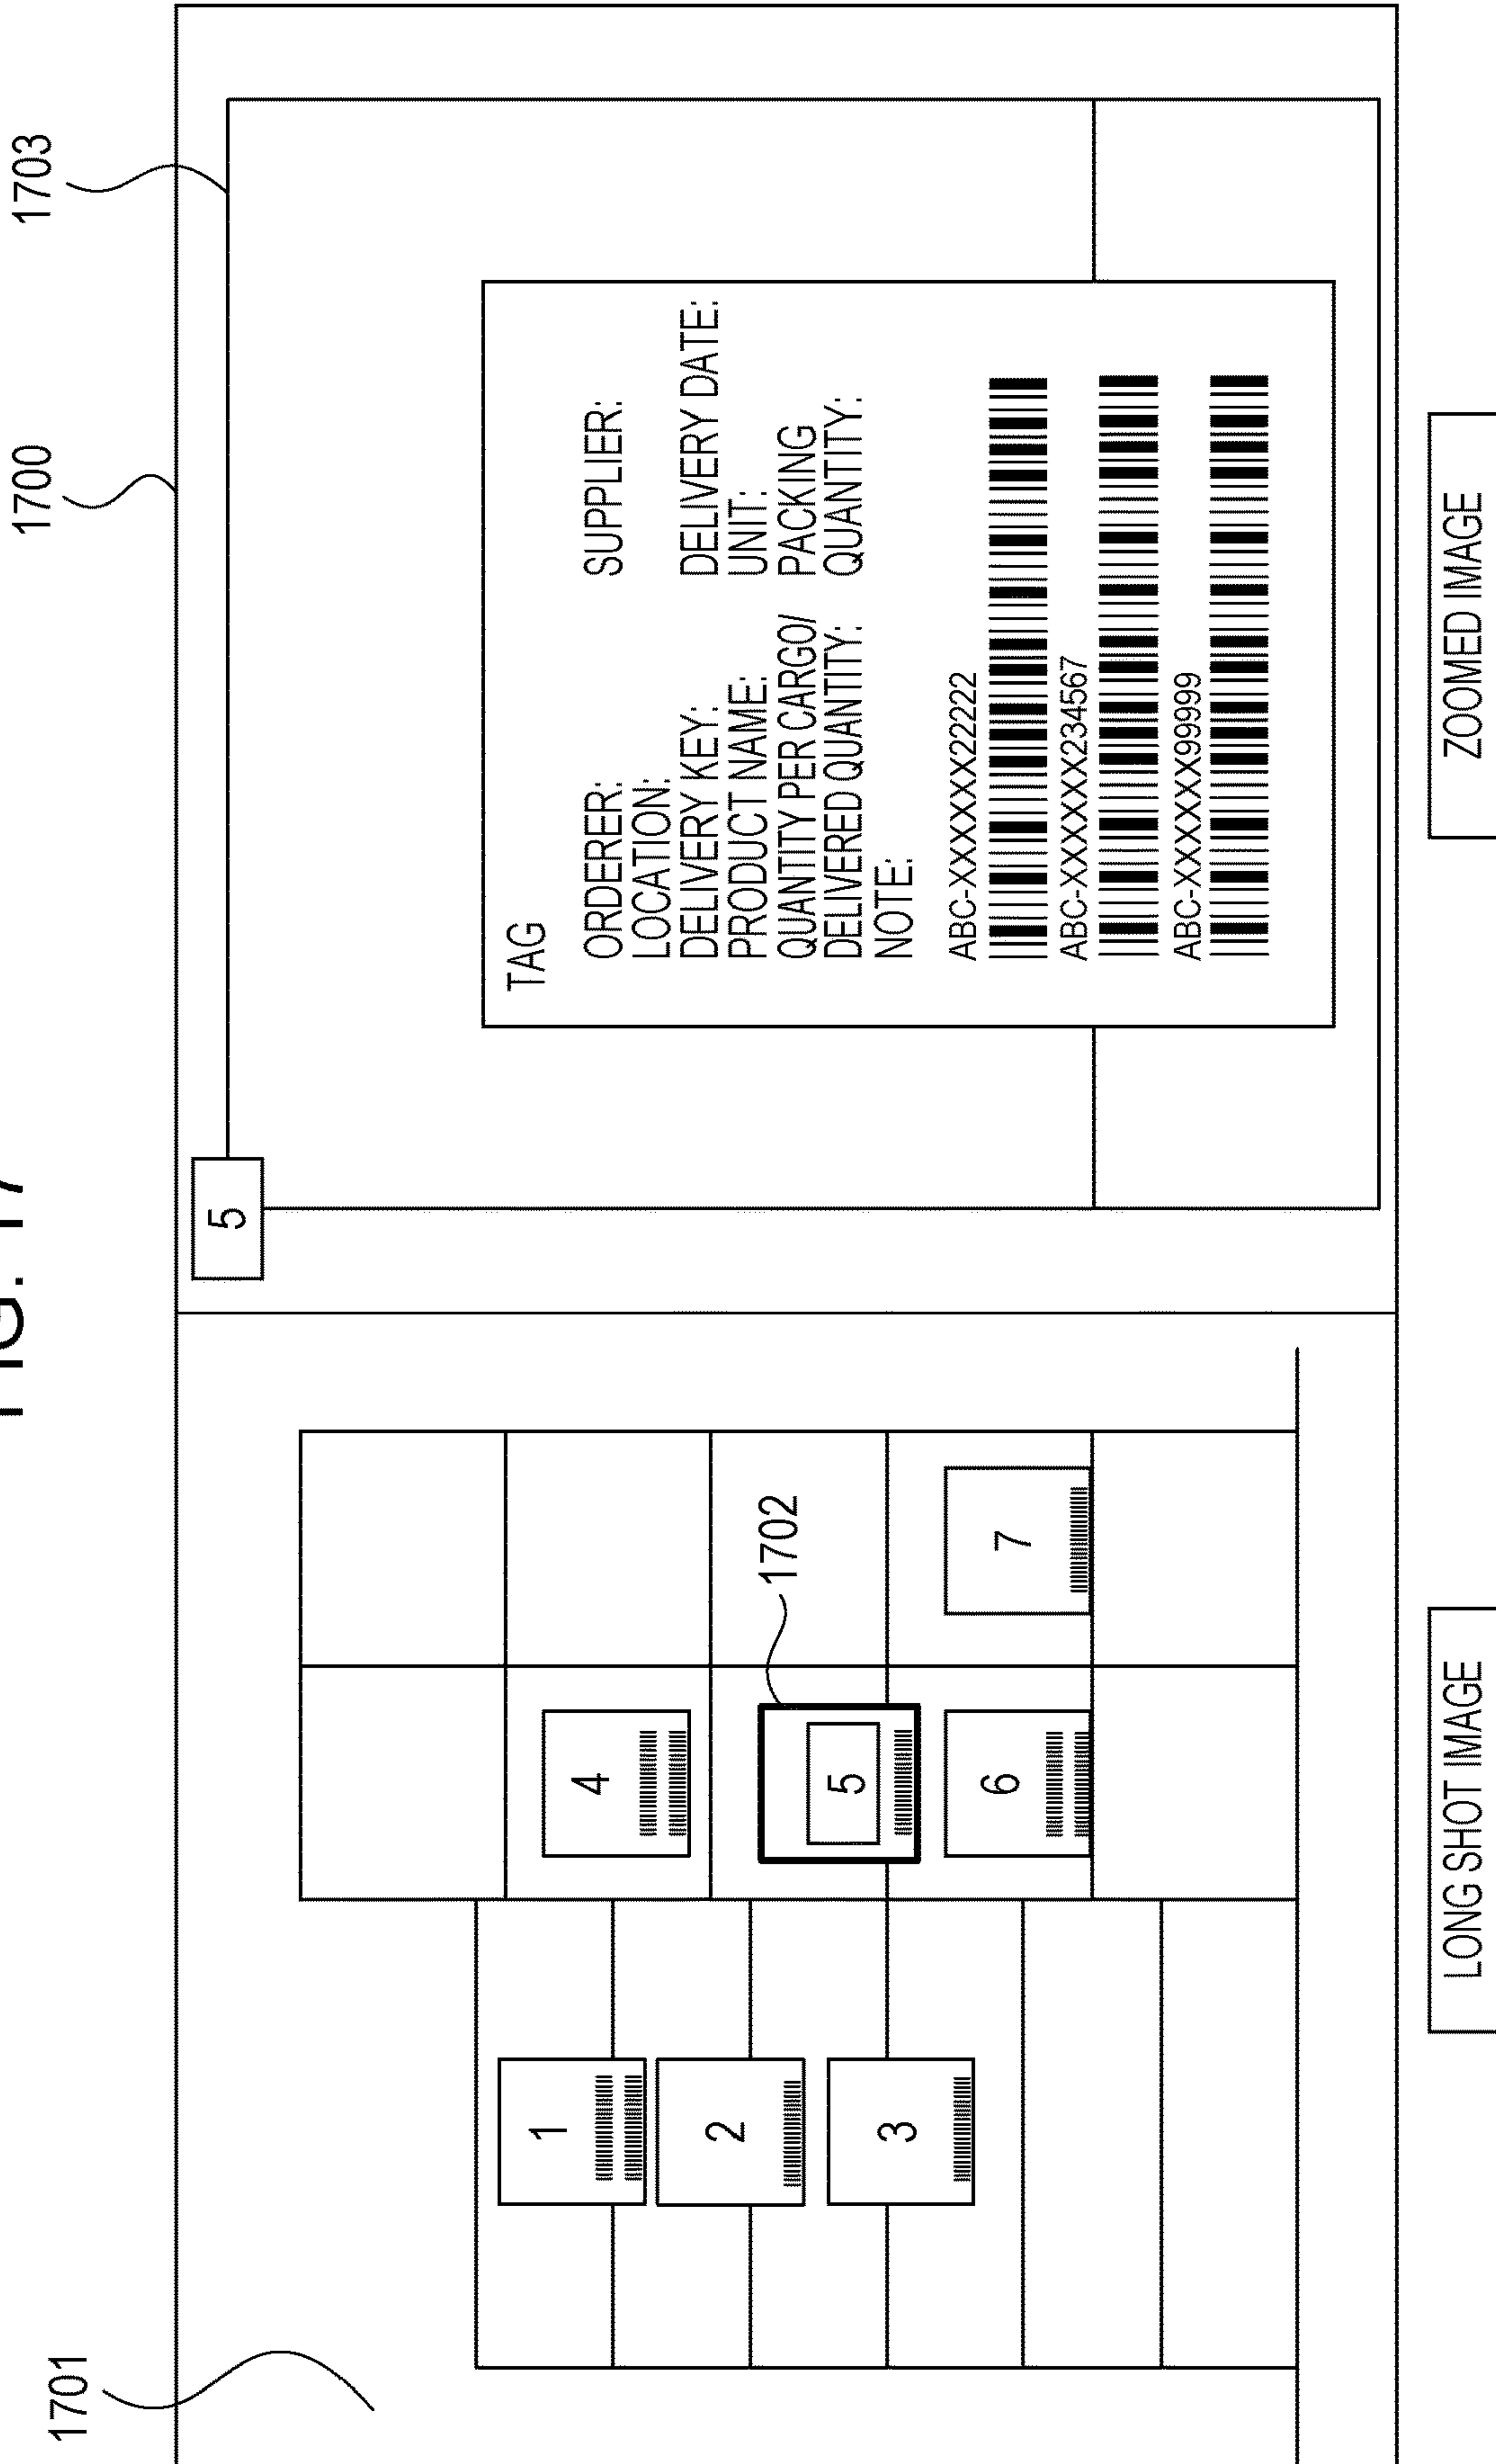 FIG. 17
1700
1703
1701
1
2
3
4
5
6
7
1702
5
TAG
ORDERER: SUPPLIER:
LOCATION:
DELIVERY KEY: DELIVERY DATE:
PRODUCT NAME: UNIT:
QUANTITY PER CARGO/ PACKING
DELIVERED QUANTITY: QUANTITY:
NOTE:
ABC-XXXXXXX22222
ABC-XXXXXXX234567
ABC-XXXXXXX99999
LONG SHOT IMAGE
ZOOMED IMAGE